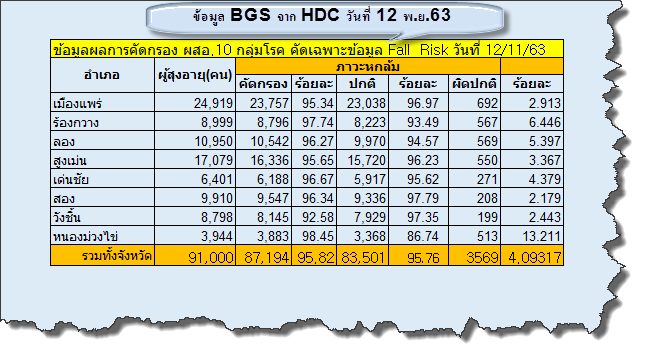 ข้อมูล BGS จาก HDC วันที่ 12 พ.ย.63
ข้อมูลผลการคัดกรอง ผสอ.10 กลุ่มโรค คัดเฉพาะข้อมูล Fall Risk วันที่ 12/11/63
อำเภอ ผู้สูงอายุ(คน) ภาวะหกล้ม
คัดกรอง ร้อยละ ปกติ ร้อยละ ผิดปกติ ร้อยละ
เมืองแพร่ 24,919 23,757 95.34 23,038 96.97 692 2.913
ร้องกวาง 8,999 8,796 97.74 8,223 93.49 567 6.446
ลอง 10,950 10,542 96.27 9,970 94.57 569 5.397
สูงเม่น 17,079 16,336 95.65 15,720 96.23 550 3.367
เด่นชัย 6,401 6,188 96.67 5,917 95.62 271 4.379
สอง 9,910 9,547 96.34 9,336 97.79 208 2.179
วังชิ้น 8,798 8,145 92.58 7,929 97.35 199 2.443
หนองม่วงไข่ 3,944 3,883 98.45 3,368 86.74 513 13.211
รวมทั้งจังหวัด 91,000 87,194 95.82 83,501 95.76 3569 4.09317